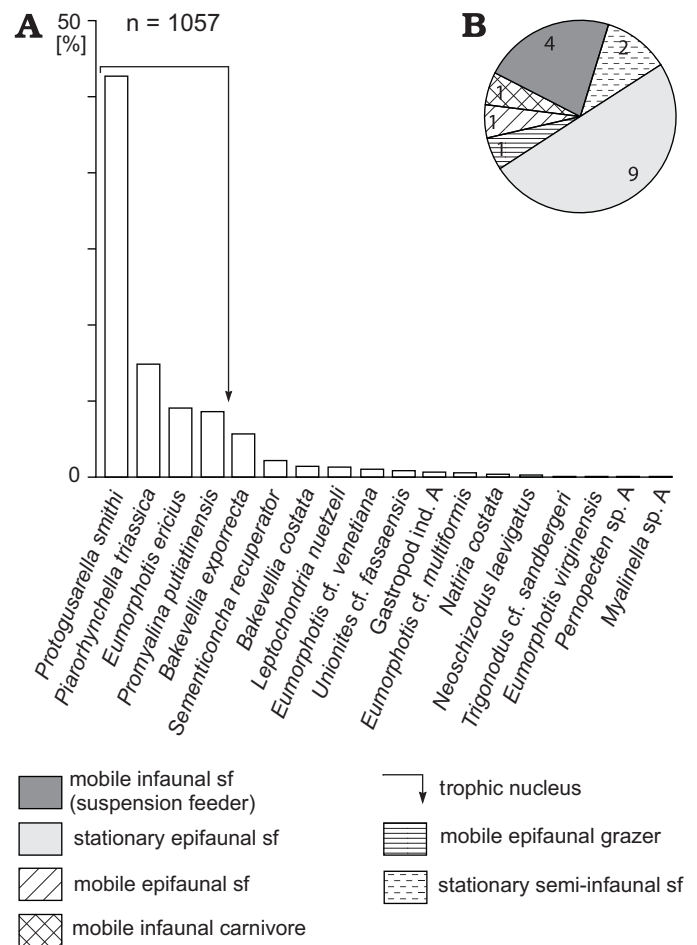 A
50
[%]
n = 1057
0
B
4
2
1
1
1
9
Protogusarella smithi
Piarorhynchella triassica
Eumorphotis ericius
Promyalina putiatinensis
Bakevellia exporrecta
Sementiconcha recuperator
Bakevellia costata
Leptochondria nuetzeli
Eumorphotis cf. venetiana
Unionites cf. fassaensis
Gastropod ind. A
Eumorphotis cf. multiformis
Natiria costata
Neoschizodus laevigatus
Trigonodus cf. sandbergeri
Eumorphotis virginensis
Pernopecten sp. A
Myalinella sp. A
mobile infaunal sf
(suspension feeder)
stationary epifaunal sf
mobile epifaunal sf
mobile infaunal carnivore
trophic nucleus
mobile epifaunal grazer
stationary semi-infaunal sf